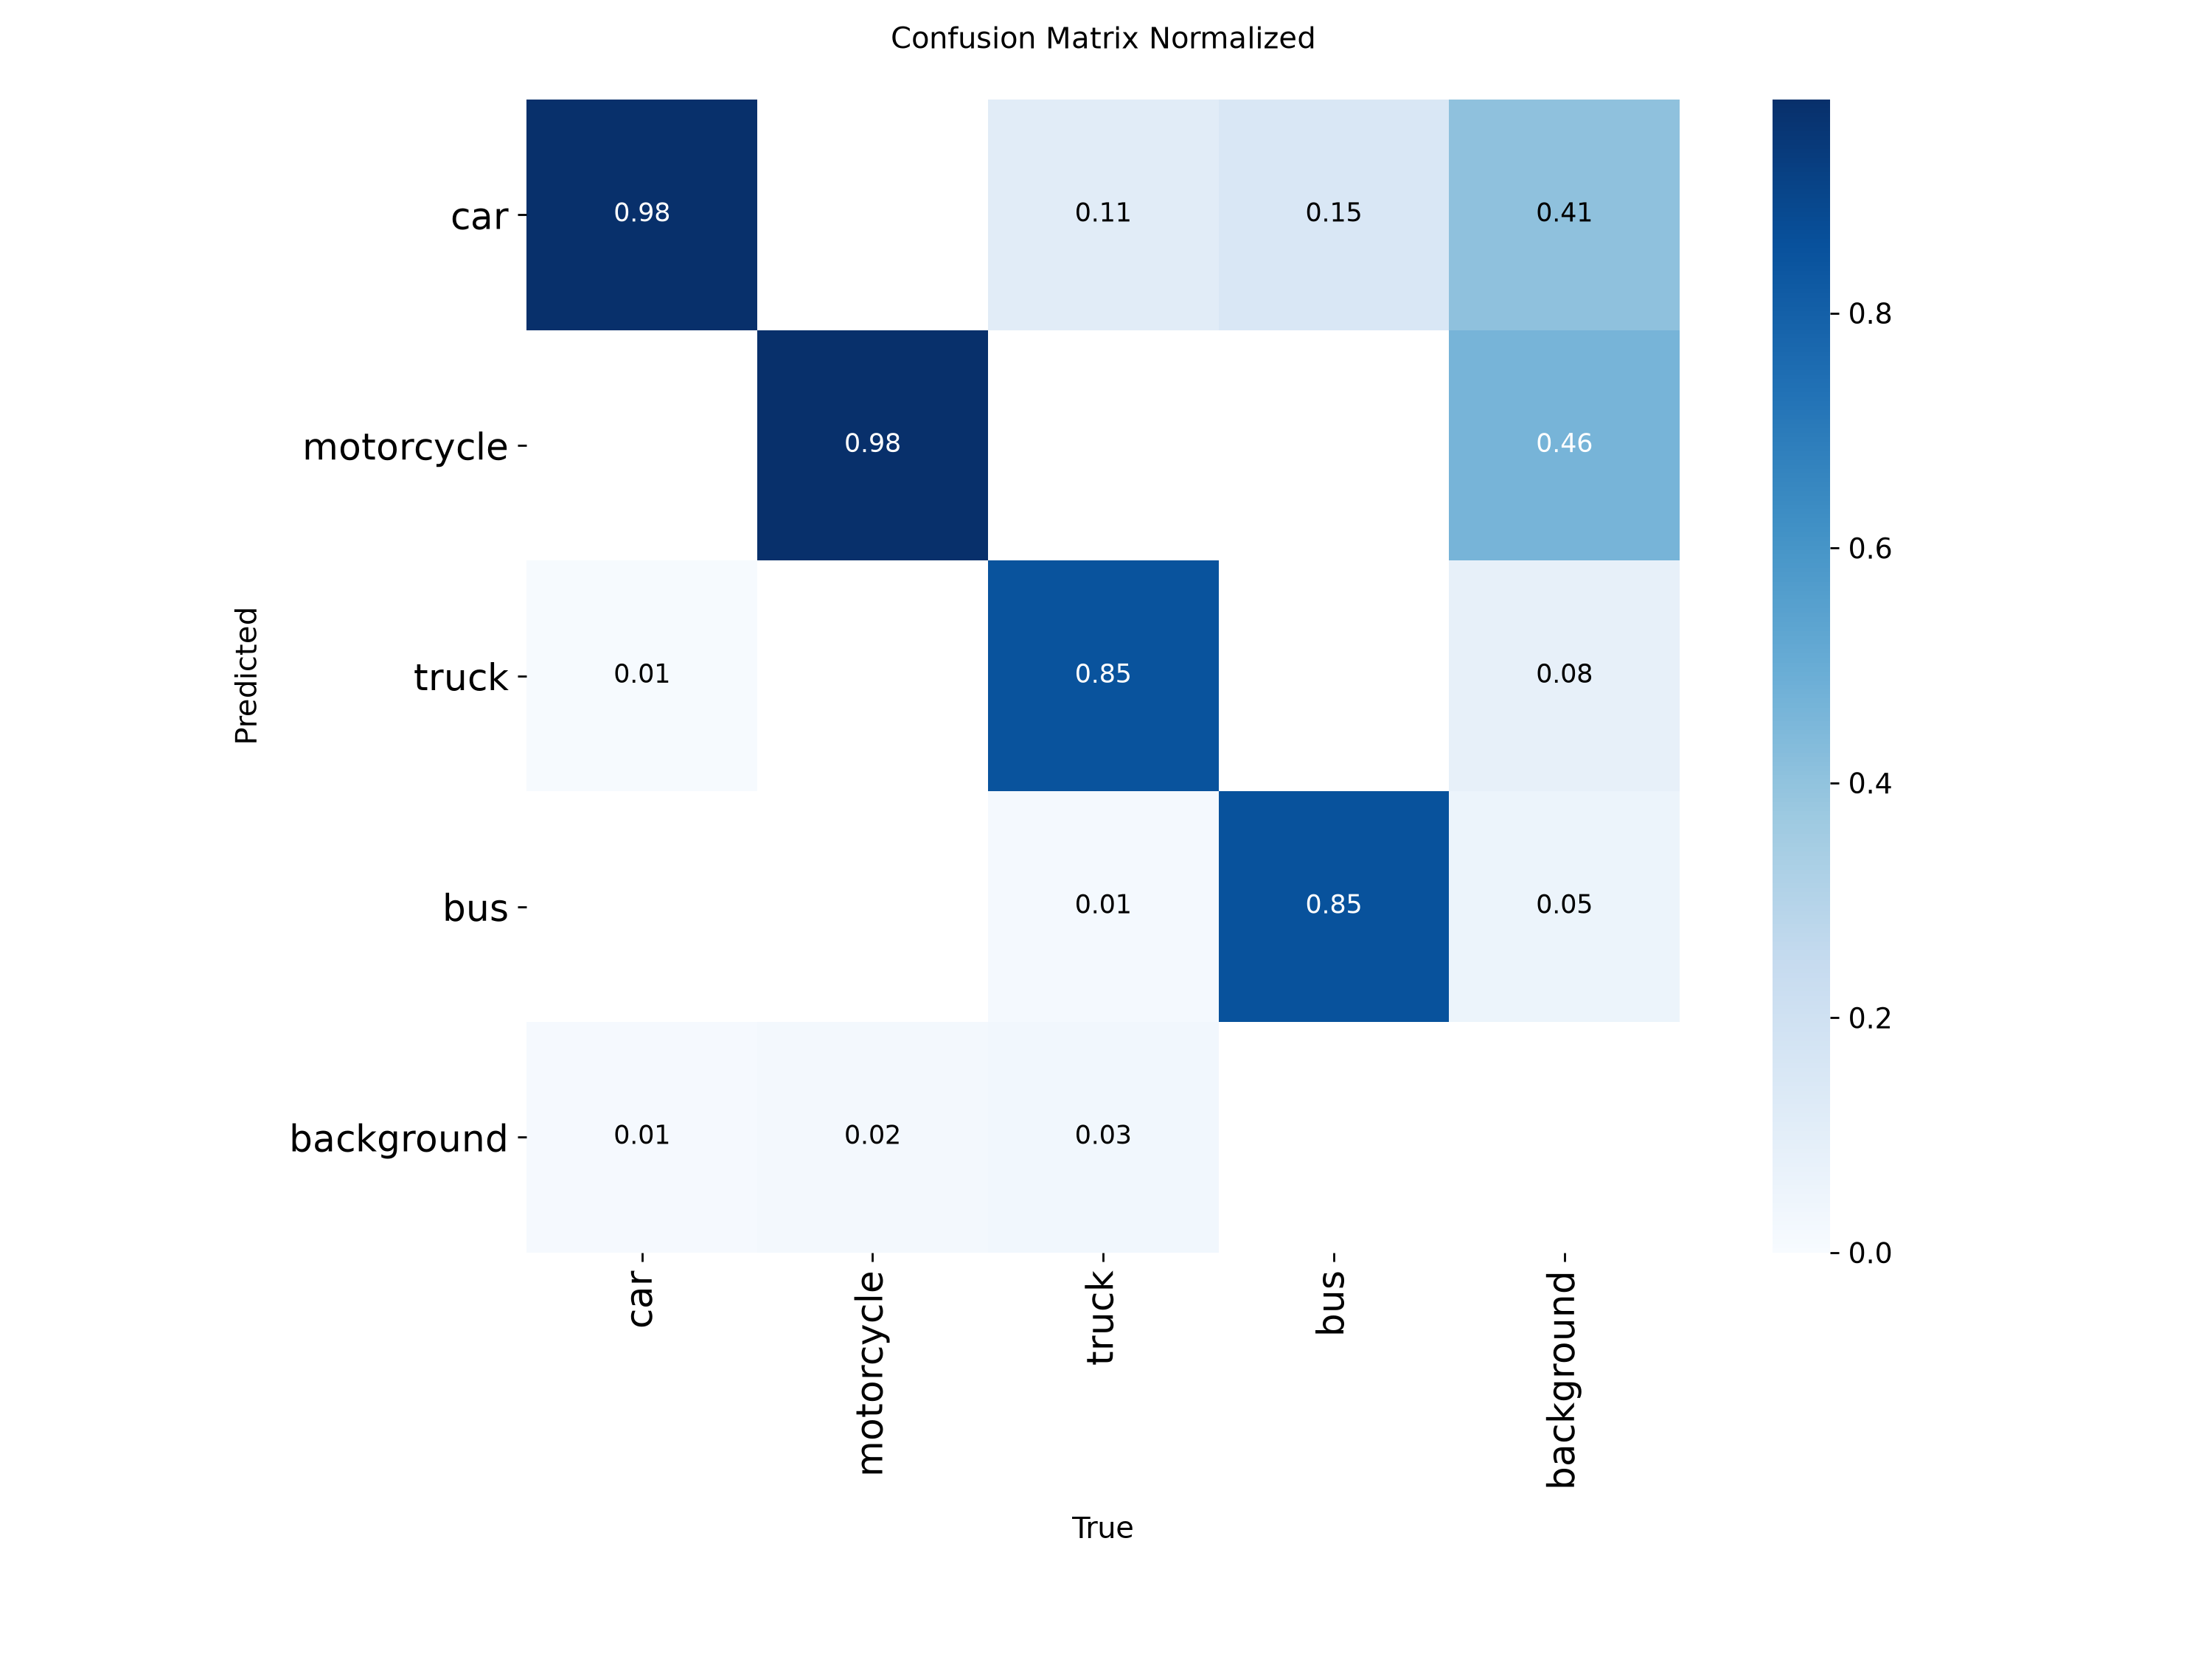 Confusion Matrix Normalized
car 0.98 0.11 0.15 0.41
motorcycle 0.98 0.46
truck 0.01 0.85 0.08
bus 0.01 0.85 0.05
background 0.01 0.02 0.03
Predicted
car motorcycle truck bus background
True
0.8
0.6
0.4
0.2
0.0